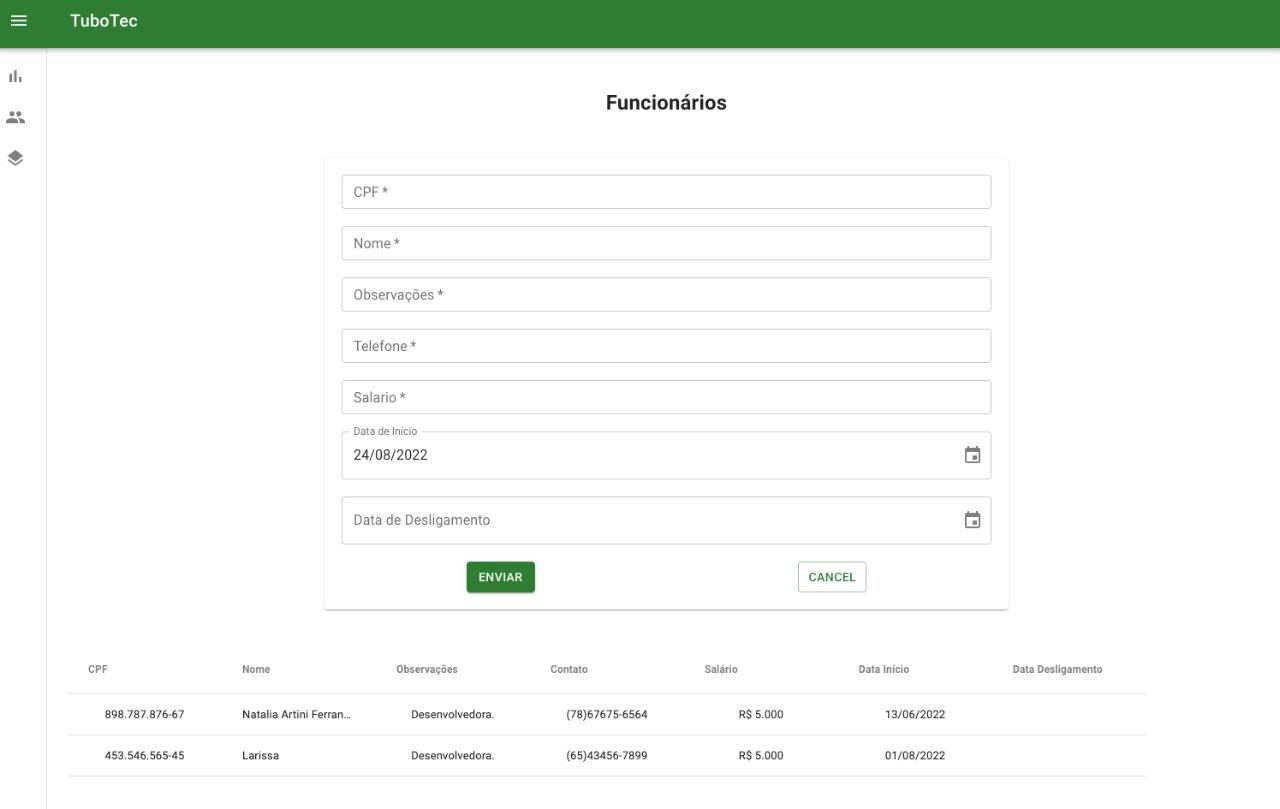 TuboTec
Funcionários
CPF *
Nome *
Observações *
Telefone *
Salario *
Data de Início
24/08/2022
Data de Desligamento
ENVIAR CANCEL
CPF Nome Observações Contato Salário Data Início Data Desligamento
898.787.876-67 Natalia Artini Ferran... Desenvolvedora. (78)67675-6564 R$ 5.000 13/06/2022
453.546.565-45 Larissa Desenvolvedora. (65)43456-7899 R$ 5.000 01/08/2022